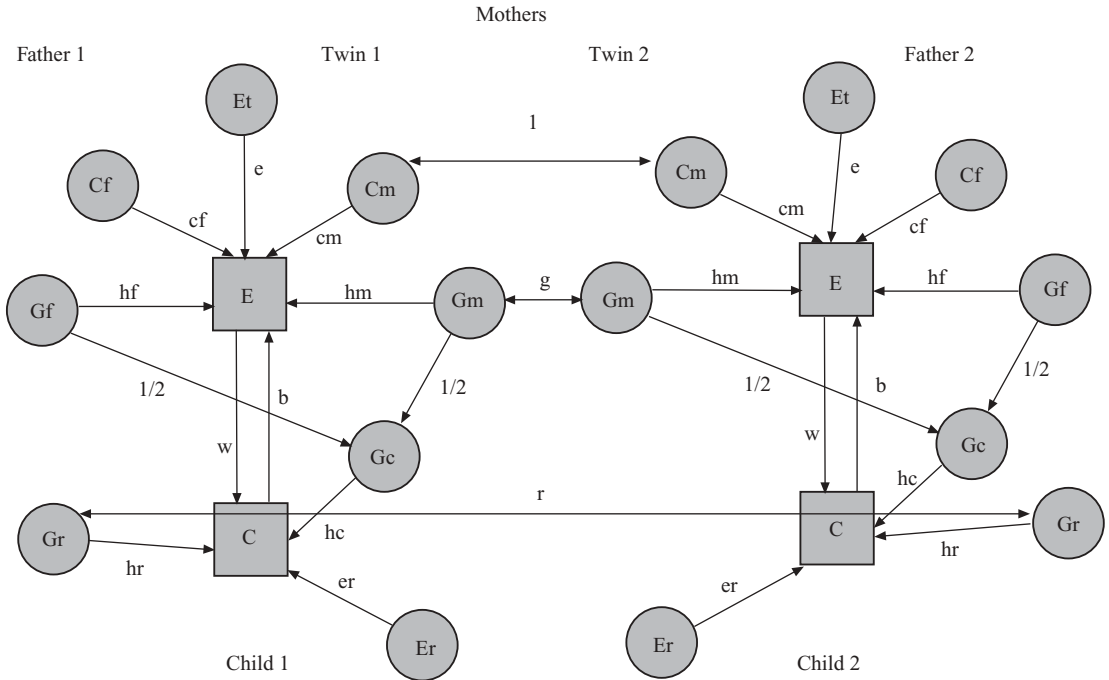 Mothers
Father 1 Twin 1 Twin 2 Father 2
Et Et
1
Cf e Cm Cm e Cf
cf cm cm cf
E E
Gf hf hm Gm g Gm hm hf Gf
1/2 b 1/2 1/2 b 1/2
w Gc w Gc
r hc
Gr C hc C Gr
hr hr
er er
Er Er
Child 1 Child 2